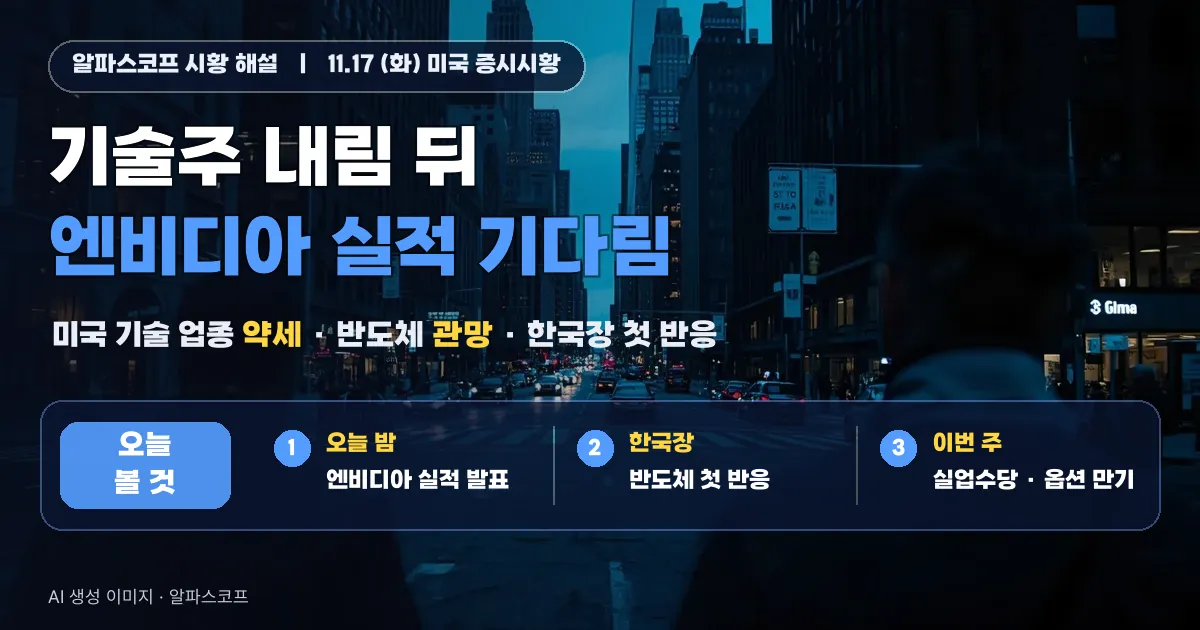 알파스코프 시황 해설 | 11.17 (화) 미국 증시시황
기술주 내림 뒤
엔비디아 실적 기다림
미국 기술 업종 약세 · 반도체 관망 · 한국장 첫 반응
오늘
볼 것
1 오늘 밤
엔비디아 실적 발표
2 한국장
반도체 첫 반응
3 이번 주
실업수당 · 옵션 만기
Gima
AI 생성 이미지 · 알파스코프